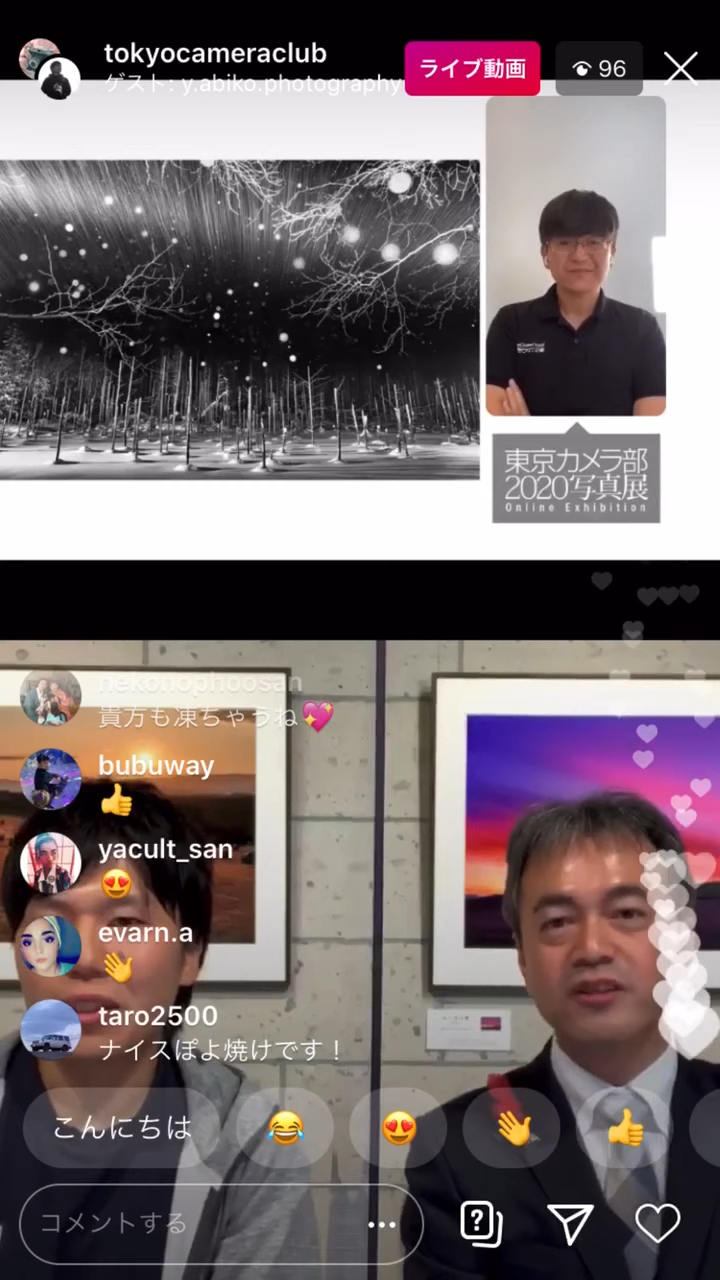 tokyocameraclub
ゲスト: y.abiko.photography
ライブ動画
96
東京カメラ部
2020写真展
Online Exhibition
nekonophoosan
貴方も凍ちゃうね💖
bubuway
👍
yacult_san
😍
evarn.a
👋
taro2500
ナイスぽよ焼けです！
こんにちは 😂 😍 👋 👍
コメントする